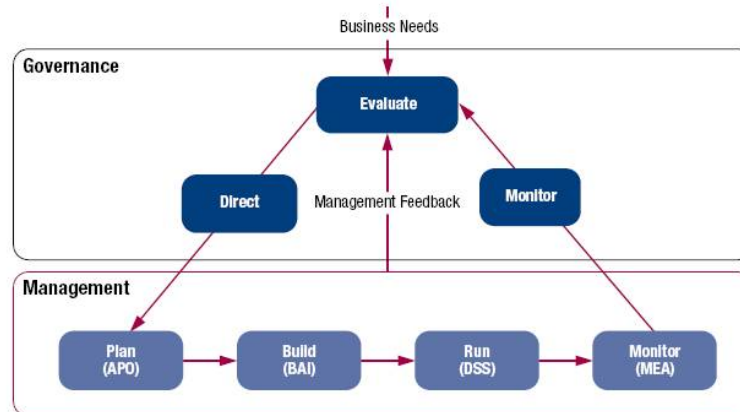 Business Needs
Governance
Evaluate
Direct
Management Feedback
Monitor
Management
Plan
(APO)
Build
(BAI)
Run
(DSS)
Monitor
(MEA)